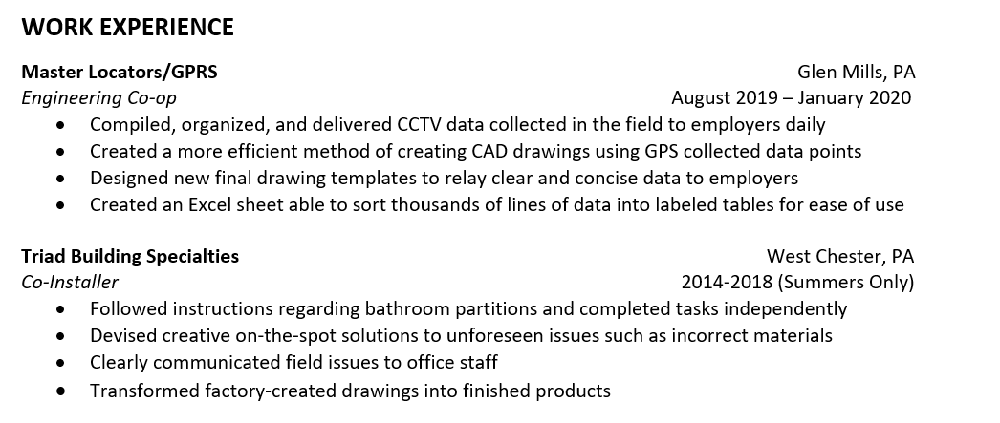 WORK EXPERIENCE
Master Locators/GPRS Glen Mills, PA
Engineering Co-op August 2019 – January 2020
• Compiled, organized, and delivered CCTV data collected in the field to employers daily
• Created a more efficient method of creating CAD drawings using GPS collected data points
• Designed new final drawing templates to relay clear and concise data to employers
• Created an Excel sheet able to sort thousands of lines of data into labeled tables for ease of use
Triad Building Specialties West Chester, PA
Co-Installer 2014-2018 (Summers Only)
• Followed instructions regarding bathroom partitions and completed tasks independently
• Devised creative on-the-spot solutions to unforeseen issues such as incorrect materials
• Clearly communicated field issues to office staff
• Transformed factory-created drawings into finished products